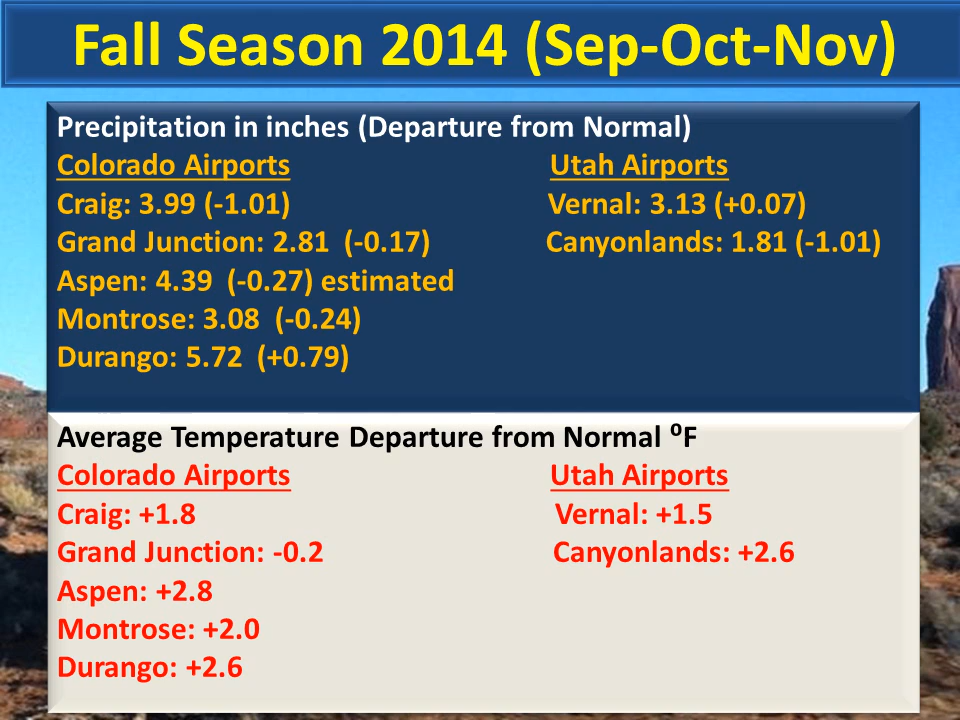 Fall Season 2014 (Sep-Oct-Nov)
Precipitation in inches (Departure from Normal)
Colorado Airports Utah Airports
Craig: 3.99 (-1.01) Vernal: 3.13 (+0.07)
Grand Junction: 2.81 (-0.17) Canyonlands: 1.81 (-1.01)
Aspen: 4.39 (-0.27) estimated
Montrose: 3.08 (-0.24)
Durango: 5.72 (+0.79)
Average Temperature Departure from Normal ⁰F
Colorado Airports Utah Airports
Craig: +1.8 Vernal: +1.5
Grand Junction: -0.2 Canyonlands: +2.6
Aspen: +2.8
Montrose: +2.0
Durango: +2.6